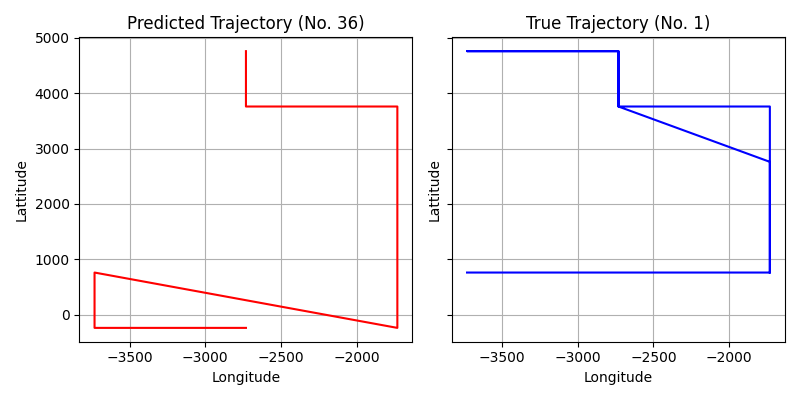 Predicted Trajectory (No. 36)
True Trajectory (No. 1)
5000
4000
3000
2000
1000
0
Lattitude
Lattitude
−3500 −3000 −2500 −2000
−3500 −3000 −2500 −2000
Longitude
Longitude